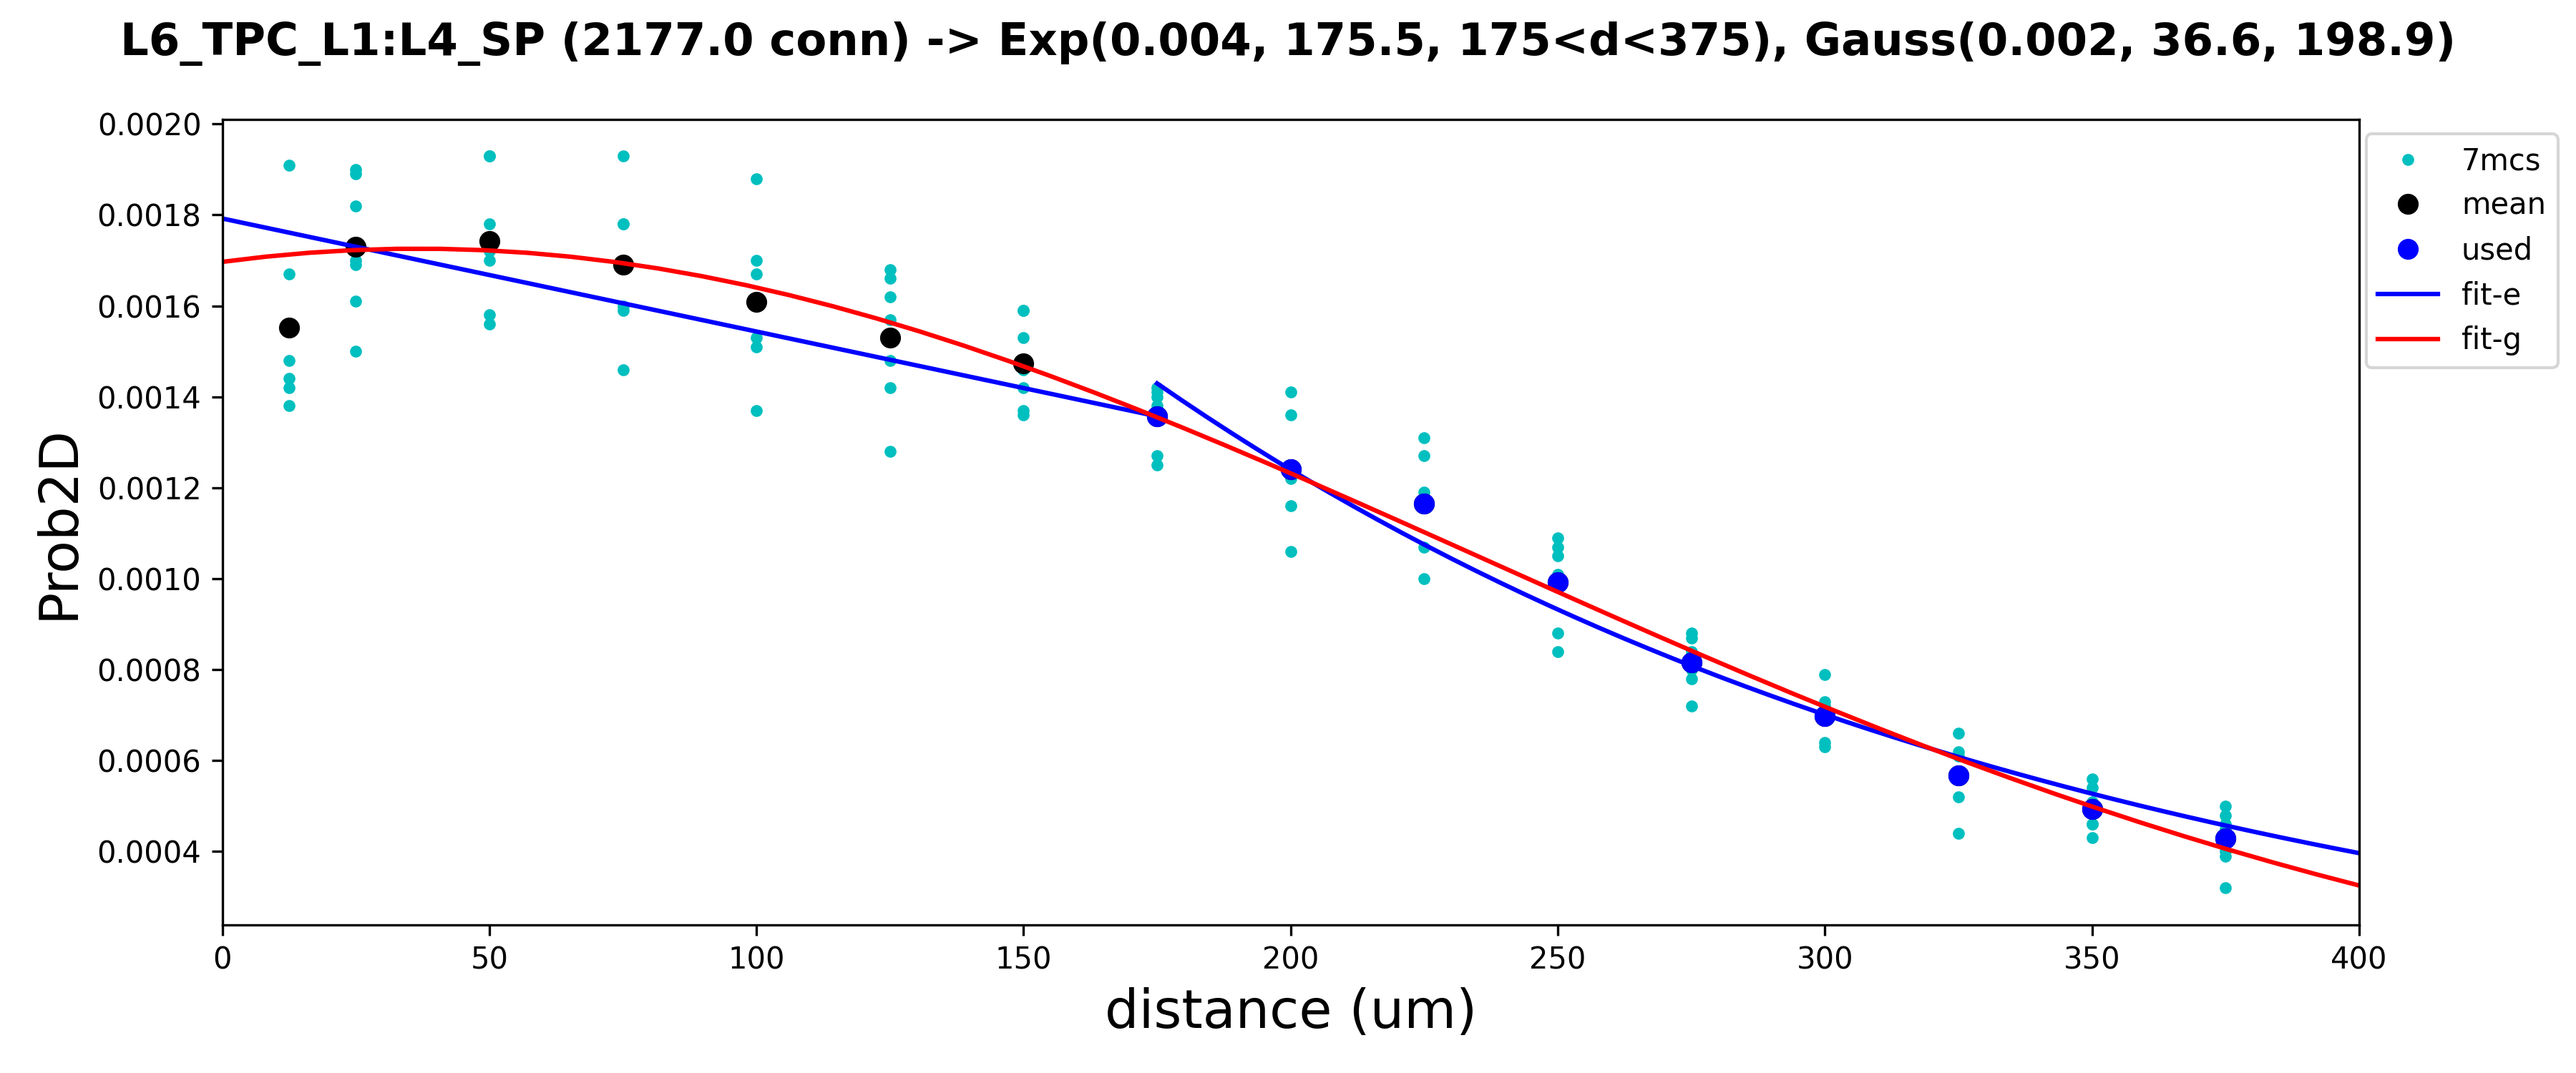 L6_TPC_L1:L4_SP (2177.0 conn) -> Exp(0.004, 175.5, 175<d<375), Gauss(0.002, 36.6, 198.9)
0.0020
0.0018
0.0016
0.0014
0.0012
0.0010
0.0008
0.0006
0.0004
Prob2D
0 50 100 150 200 250 300 350 400
distance (um)
7mcs
mean
used
fit-e
fit-g